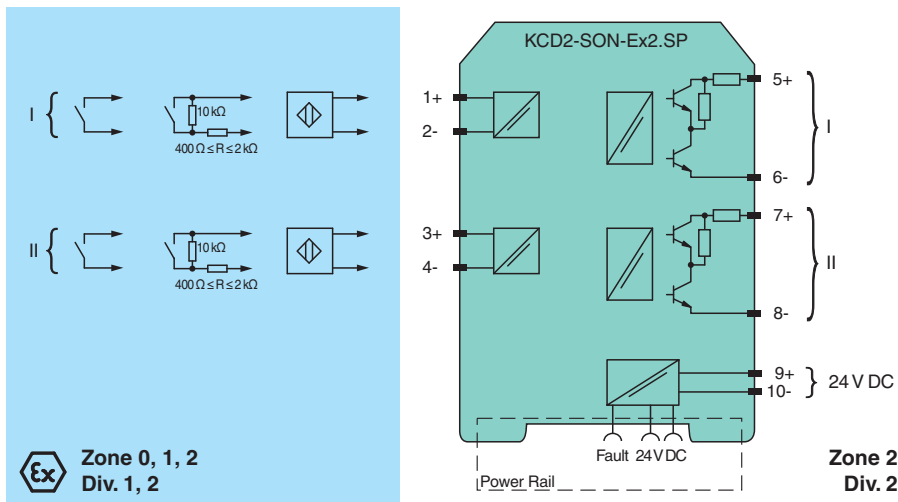 KCD2-SON-Ex2.SP
I
10 kΩ
400 Ω ≤ R ≤ 2 kΩ
1+
2-
5+
6-
I
II
10 kΩ
400 Ω ≤ R ≤ 2 kΩ
3+
4-
7+
8-
II
9+
10-
24 V DC
Fault 24 V DC
Power Rail
Ex
Zone 0, 1, 2
Div. 1, 2
Zone 2
Div. 2